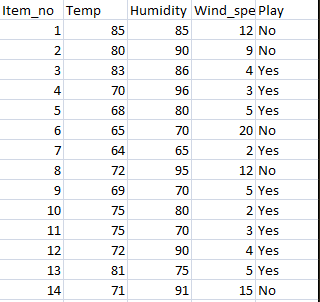 Item_no Temp Humidity Wind_spe Play
1 85 85 12 No
2 80 90 9 No
3 83 86 4 Yes
4 70 96 3 Yes
5 68 80 5 Yes
6 65 70 20 No
7 64 65 2 Yes
8 72 95 12 No
9 69 70 5 Yes
10 75 80 2 Yes
11 75 70 3 Yes
12 72 90 4 Yes
13 81 75 5 Yes
14 71 91 15 No